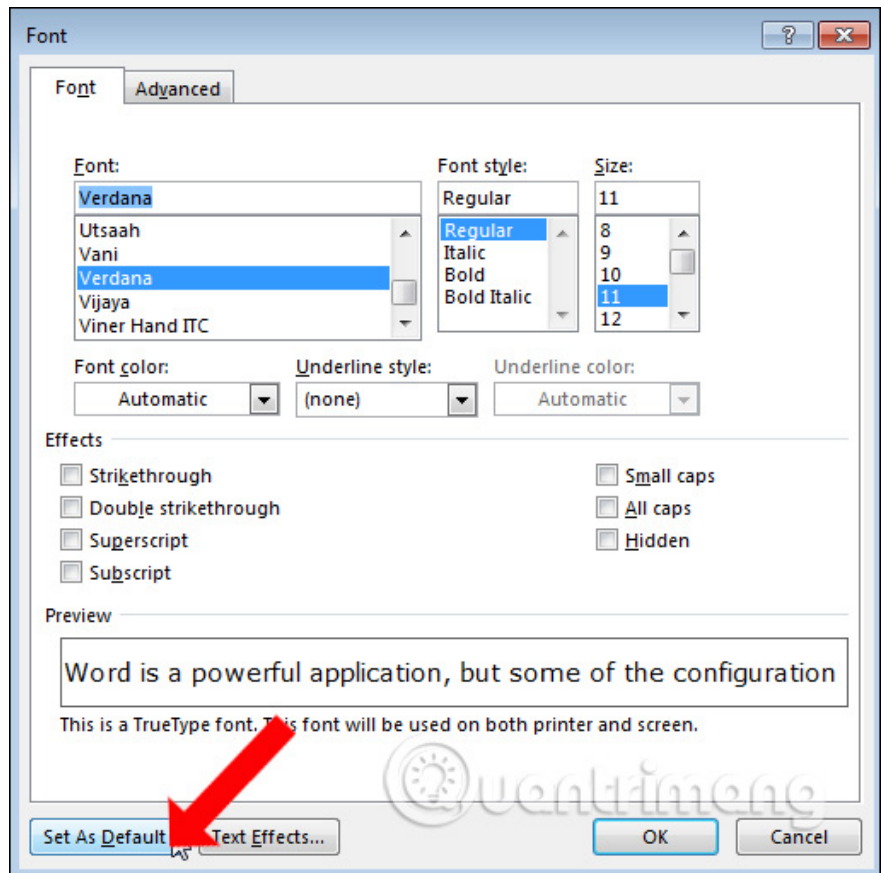 Font
Font Advanced
Font: Font style: Size:
Verdana Regular 11
Utsaah Regular 8
Vani Italic 9
Verdana Bold 10
Vijaya Bold Italic 11
Viner Hand ITC 12
Font color: Underline style: Underline color:
Automatic (none) Automatic
Effects
Strikethrough Small caps
Double strikethrough All caps
Superscript Hidden
Subscript
Preview
Word is a powerful application, but some of the configuration
This is a TrueType font. This font will be used on both printer and screen.
Quantrimang
Set As Default Text Effects... OK Cancel